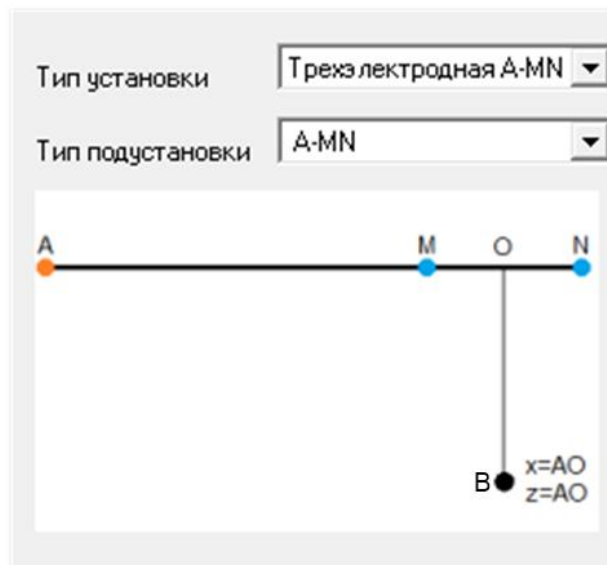 Тип установки Трехэлектродная A-MN
Тип подустановки A-MN
A M O N
B x=AO
z=AO